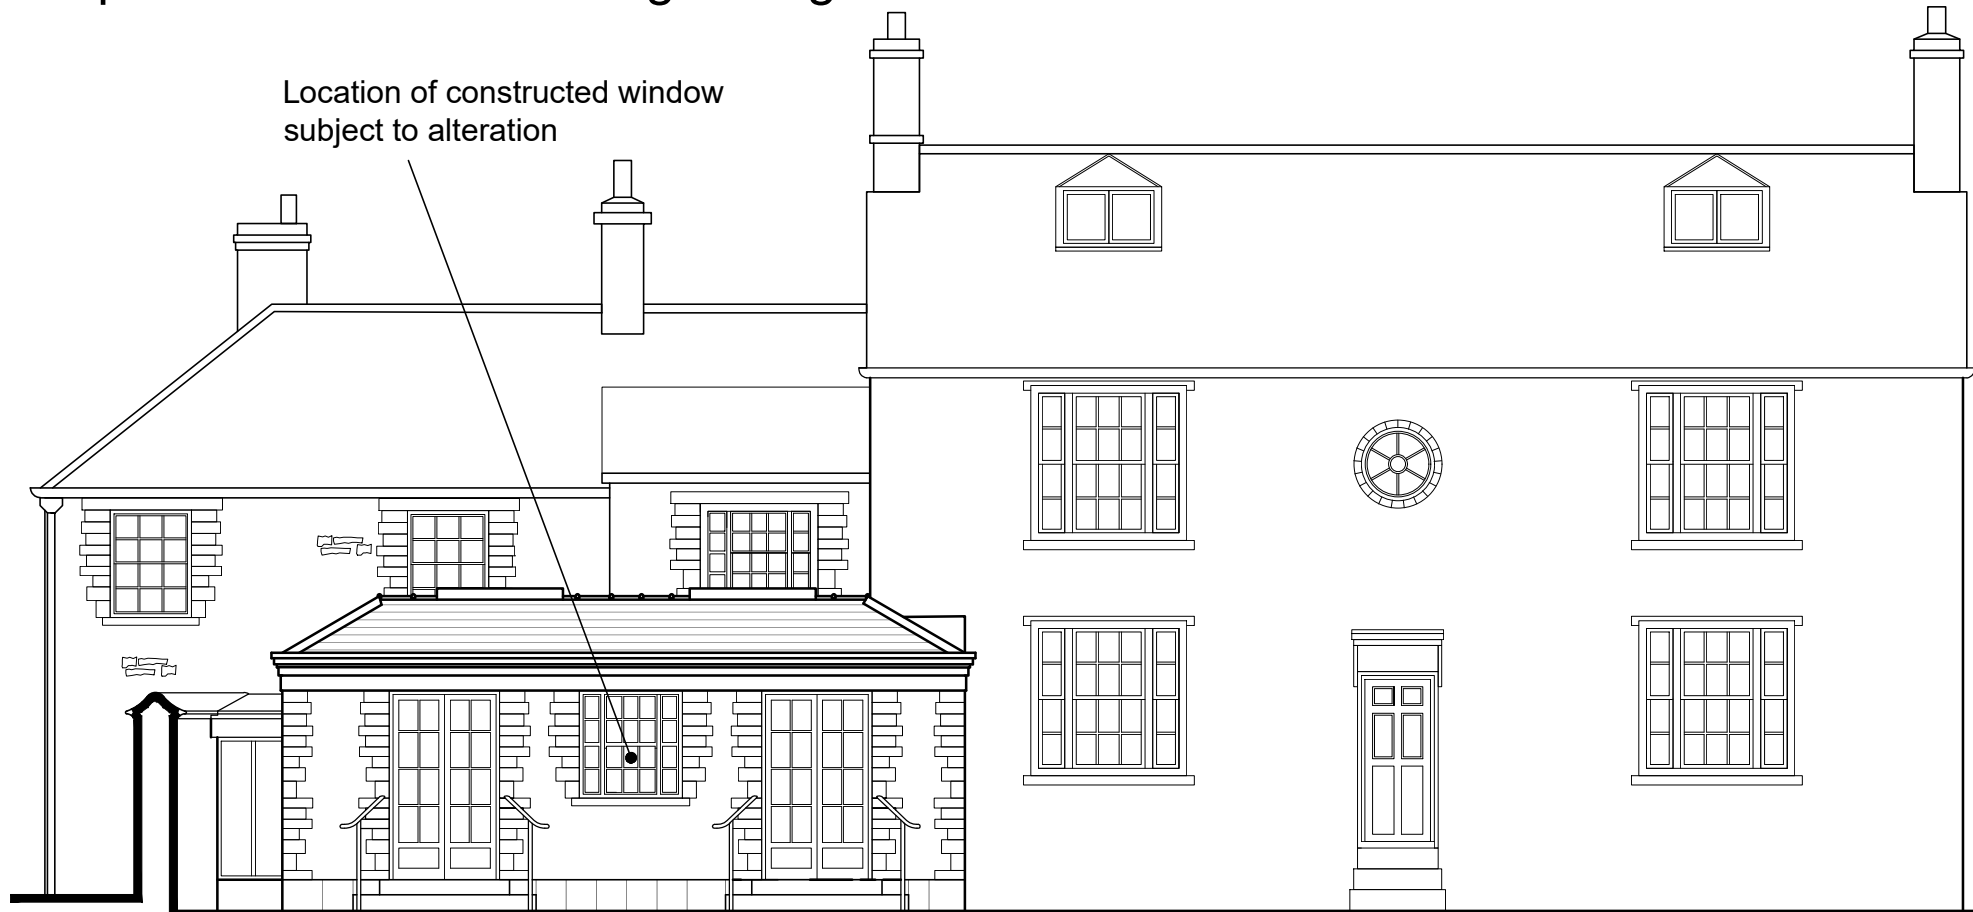 Location of constructed window
subject to alteration